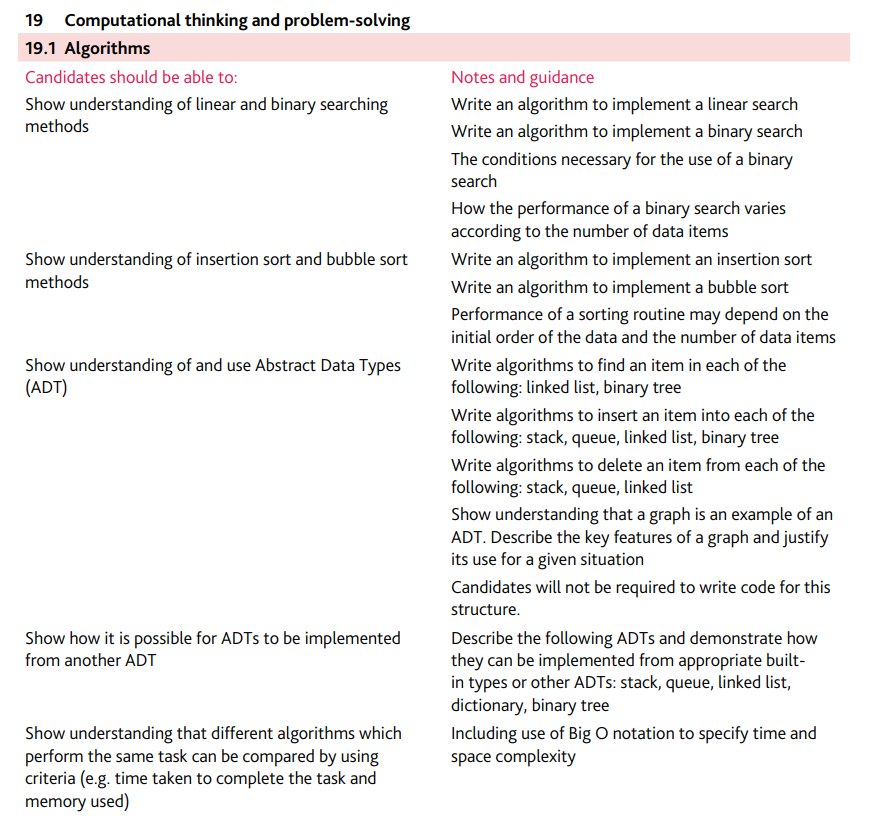 19 Computational thinking and problem-solving
19.1 Algorithms
Candidates should be able to:
Notes and guidance
Show understanding of linear and binary searching
methods
Write an algorithm to implement a linear search
Write an algorithm to implement a binary search
The conditions necessary for the use of a binary
search
How the performance of a binary search varies
according to the number of data items
Show understanding of insertion sort and bubble sort
methods
Write an algorithm to implement an insertion sort
Write an algorithm to implement a bubble sort
Performance of a sorting routine may depend on the
initial order of the data and the number of data items
Show understanding of and use Abstract Data Types
(ADT)
Write algorithms to find an item in each of the
following: linked list, binary tree
Write algorithms to insert an item into each of the
following: stack, queue, linked list, binary tree
Write algorithms to delete an item from each of the
following: stack, queue, linked list
Show understanding that a graph is an example of an
ADT. Describe the key features of a graph and justify
its use for a given situation
Candidates will not be required to write code for this
structure.
Show how it is possible for ADTs to be implemented
from another ADT
Describe the following ADTs and demonstrate how
they can be implemented from appropriate built-
in types or other ADTs: stack, queue, linked list,
dictionary, binary tree
Show understanding that different algorithms which
perform the same task can be compared by using
criteria (e.g. time taken to complete the task and
memory used)
Including use of Big O notation to specify time and
space complexity